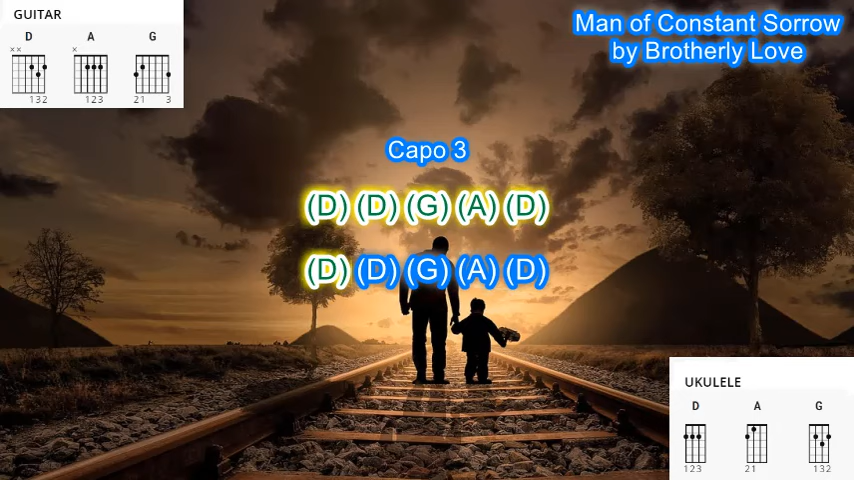 GUITAR
D A G
×× ×
132 123 21 3
Man of Constant Sorrow
by Brotherly Love
Capo 3
(D) (D) (G) (A) (D)
(D) (D) (G) (A) (D)
UKULELE
D A G
123 21 132